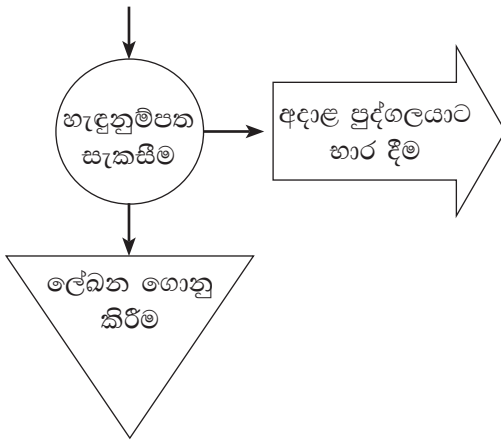 හැඳුනුම්පත
සැකසීම
අදාළ පුද්ගලයාට
භාර දීම
ලේඛන ගොනු
කිරීම